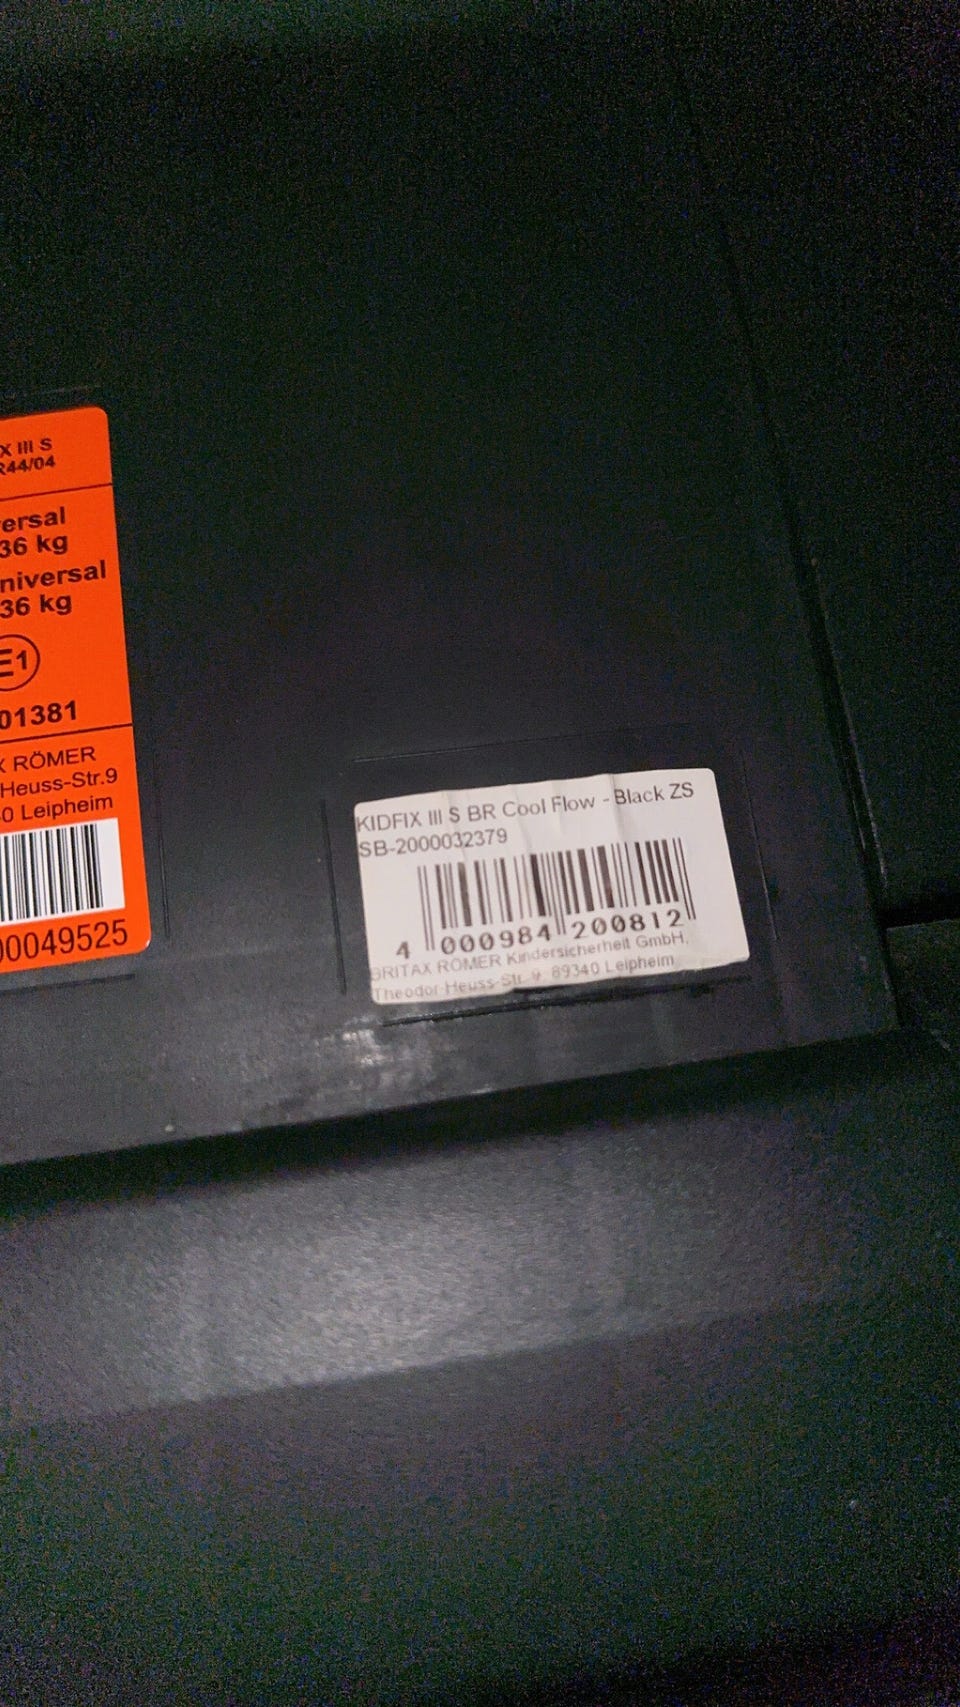 X III S
R44/04
ersal
36 kg
niversal
36 kg
E1
01381
X RÖMER
Heuss-Str.9
0 Leipheim
00049525
KIDFIX III S BR Cool Flow - Black ZS
SB-2000032379
4 000984 200812
BRITAX RÖMER Kindersicherheit GmbH.
Theodor-Heuss-Str. 9, 89340 Leipheim